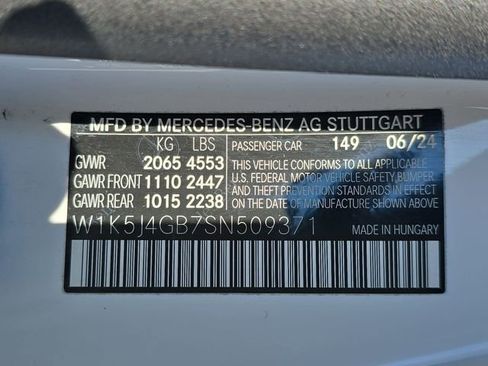 MFD BY MERCEDES-BENZ AG STUTTGART
KG LBS PASSENGER CAR 149 06/24
GVWR 2065 4553 THIS VEHICLE CONFORMS TO ALL APPLICABLE
GAWR FRONT 1110 2447 U.S. FEDERAL MOTOR VEHICLE SAFETY, BUMPER,
AND THEFT PREVENTION STANDARDS IN EFFECT
GAWR REAR 1015 2238 ON THE DATE OF MANUFACTURE SHOWN ABOVE.
W1K5J4GB7SN509371 MADE IN HUNGARY